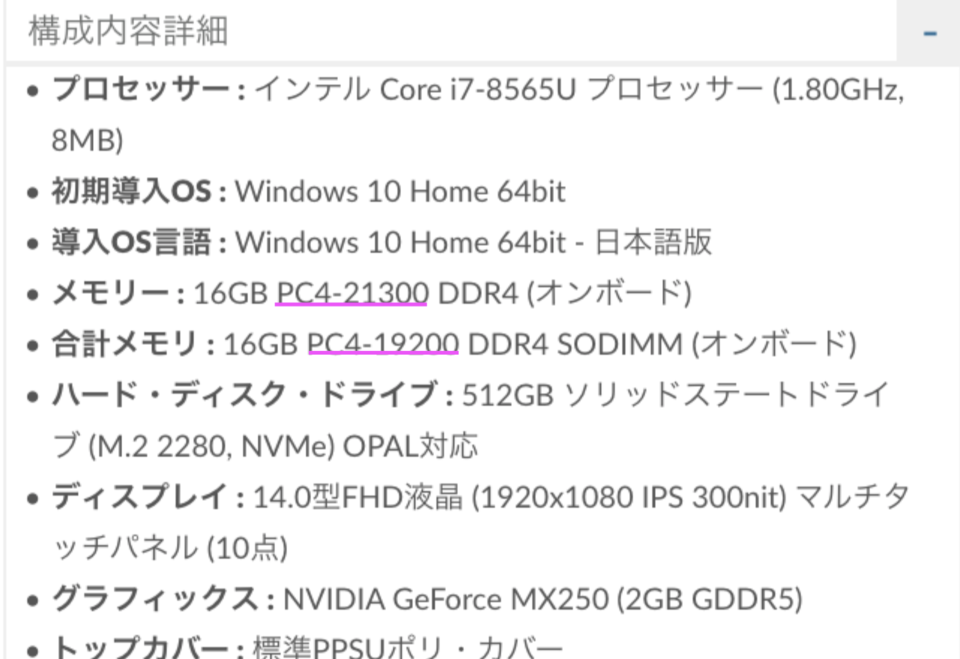 構成内容詳細
-
• プロセッサー : インテル Core i7-8565U プロセッサー (1.80GHz,
8MB)
• 初期導入OS : Windows 10 Home 64bit
• 導入OS言語 : Windows 10 Home 64bit - 日本語版
• メモリー : 16GB PC4-21300 DDR4 (オンボード)
• 合計メモリ : 16GB PC4-19200 DDR4 SODIMM (オンボード)
• ハード・ディスク・ドライブ : 512GB ソリッドステートドライ
ブ (M.2 2280, NVMe) OPAL対応
• ディスプレイ : 14.0型FHD液晶 (1920x1080 IPS 300nit) マルチタ
ッチパネル (10点)
• グラフィックス : NVIDIA GeForce MX250 (2GB GDDR5)
• トップカバー : 標準PPSUポリ・カバー